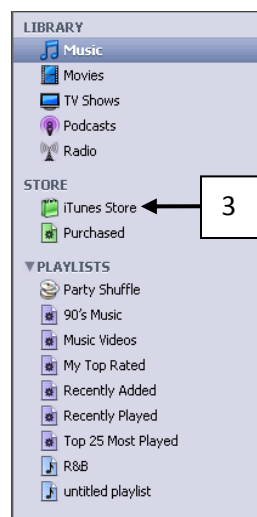 LIBRARY
Music
Movies
TV Shows
Podcasts
Radio
STORE
iTunes Store
3
Purchased
PLAYLISTS
Party Shuffle
90's Music
Music Videos
My Top Rated
Recently Added
Recently Played
Top 25 Most Played
R&B
untitled playlist